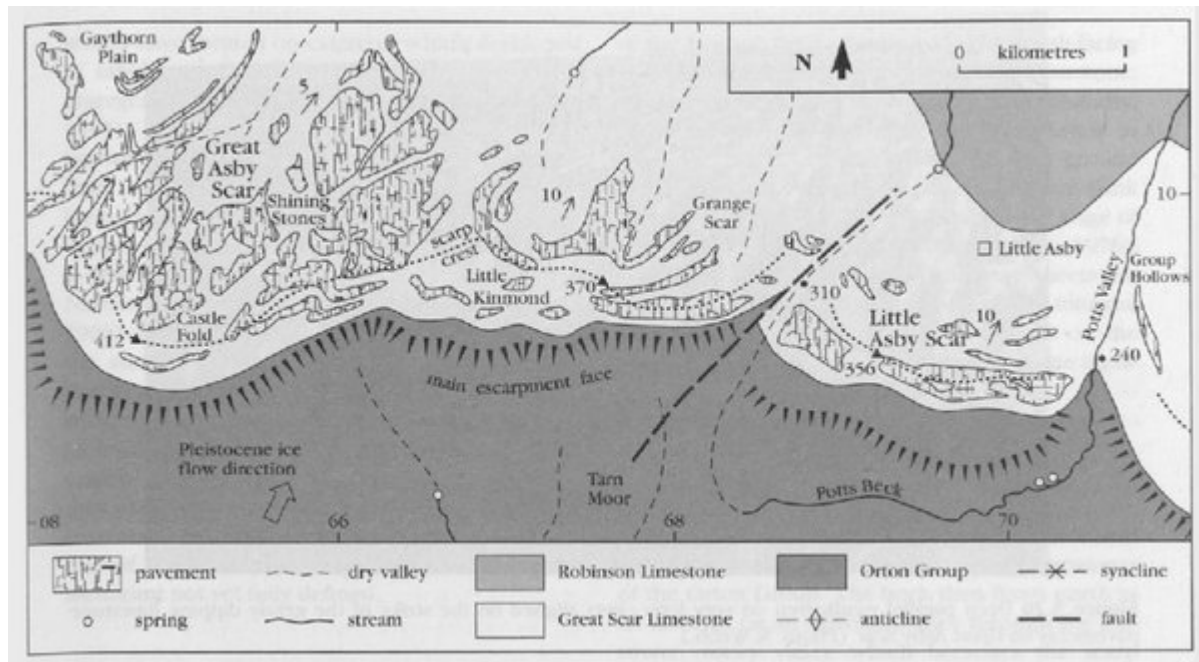 Gaythorn
Plain
5
N
0 kilometres 1
Great
Asby
Scar
Shining
Stones
10
Grange
Scar
10
Little Asby
Group
Hollows
Potts Valley
scarp
Crest
Little
Kinmond
370
310
Castle
Fold
412
Little
Asby Scar
10
356
240
main escarpment face
Pleistocene ice
flow direction
Tarn
Moor
Potts Beck
08
66
68
70
pavement
dry valley
Robinson Limestone
Orton Group
syncline
spring
stream
Great Scar Limestone
anticline
fault